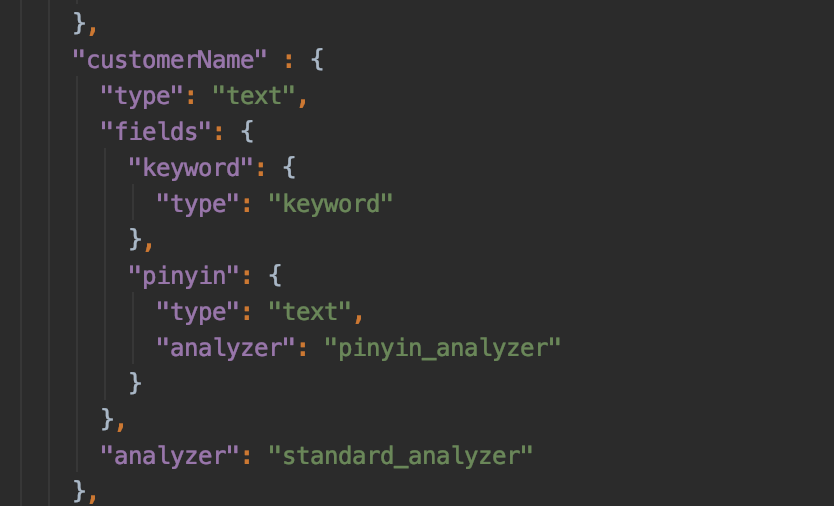 },
"customerName" : {
"type": "text",
"fields": {
"keyword": {
"type": "keyword"
},
"pinyin": {
"type": "text",
"analyzer": "pinyin_analyzer"
}
},
"analyzer": "standard_analyzer"
},